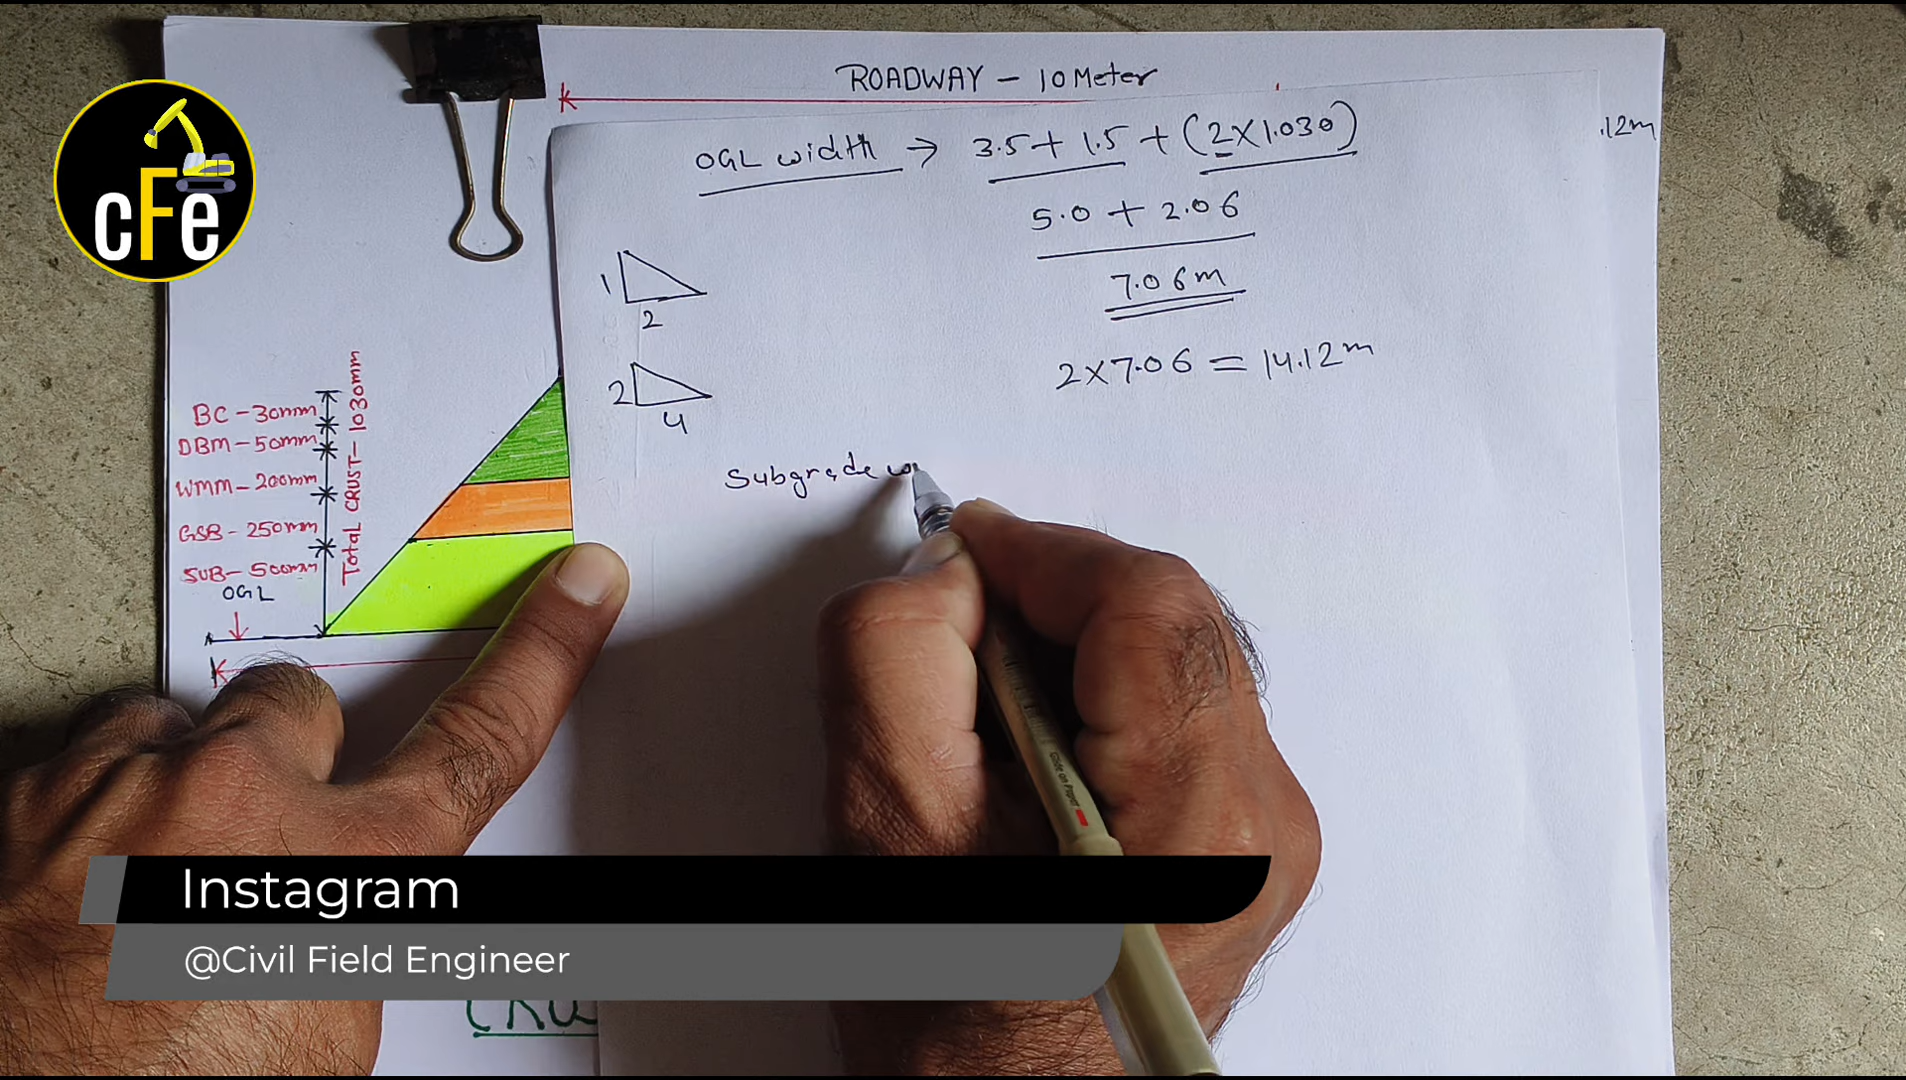 ROADWAY - 10 Meter
OGL width → 3.5 + 1.5 + (2×1.030)
.12m
5.0 + 2.06
7.06m
2×7.06 = 14.12m
1
2
2
4
Subgrade
cFe
BC - 30mm
DBM - 50mm
WMM - 200mm
GSB - 250mm
SUB - 500mm
TOTAL CRUST - 1030mm
OGL
Instagram
@Civil Field Engineer